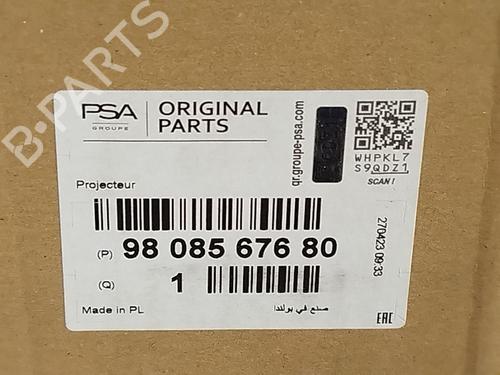 B-PARTS
PSA
GROUPE
ORIGINAL
PARTS
qr.groupe-psa.com
WHPKL7
S9QDZ1
SCAN!
Projecteur
(P) 98 085 676 80
(Q) 1
Made in PL
صنع في بولندا
270423 09:33
EAC